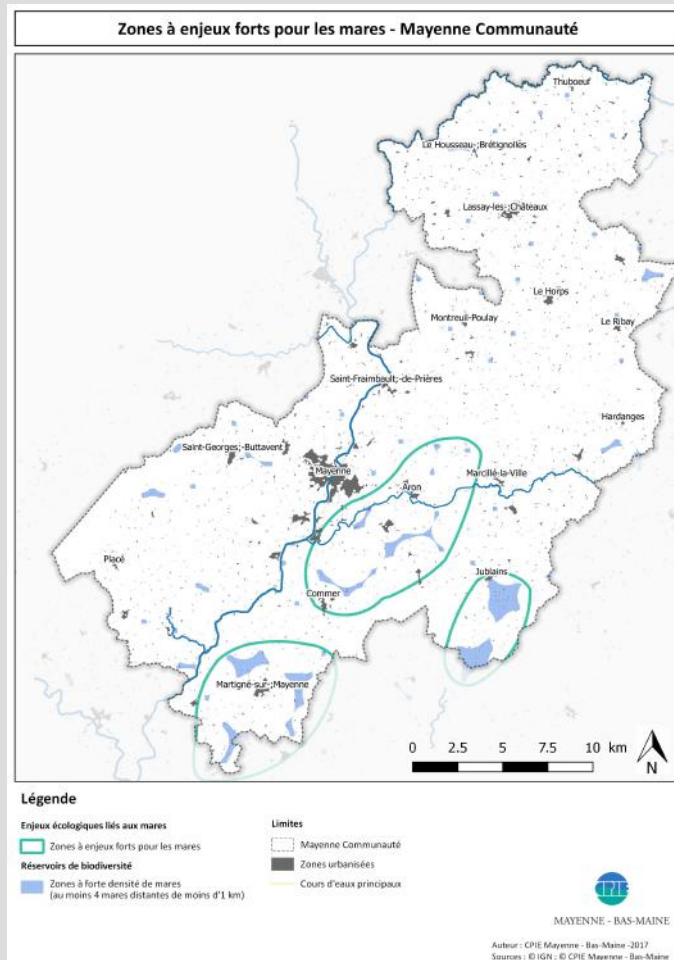 Zones à enjeux forts pour les mares - Mayenne Communauté
Thuboeuf
Le Housseau-;Brétignolles
Lassay-les-;Châteaux
Le Horps
Montreuil-Poulay
Le Ribay
Saint-Fraimbault;-de-Prières
Hardanges
Saint-Georges;-Buttavent
Mayenne
Marcillé-la-Ville
Aron
Placé
Jublains
Commer
Martigné-sur-;Mayenne
0 2.5 5 7.5 10 km
N
Légende
Enjeux écologiques liés aux mares
Zones à enjeux forts pour les mares
Réservoirs de biodiversité
Zones à forte densité de mares
(au moins 4 mares distantes de moins d'1 km)
Limites
Mayenne Communauté
Zones urbanisées
Cours d'eaux principaux
CPIE
MAYENNE - BAS-MAINE
Auteur : CPIE Mayenne - Bas-Maine -2017
Sources : © IGN ; © CPIE Mayenne - Bas-Maine